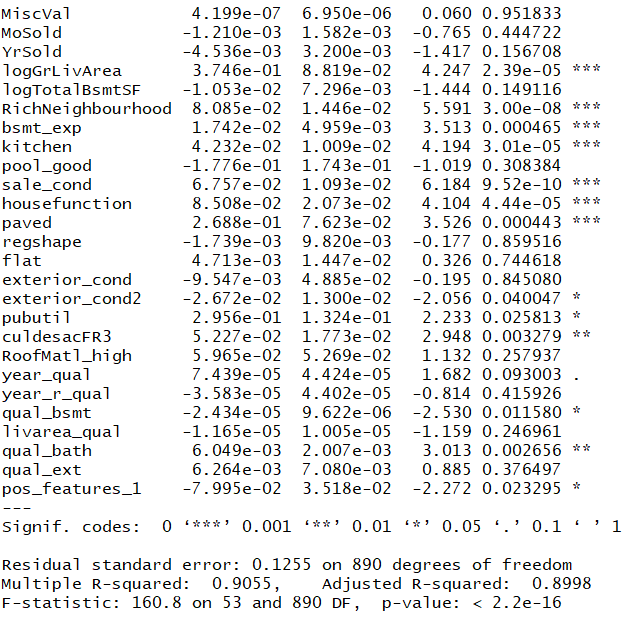 MiscVal 4.199e-07 6.950e-06 0.060 0.951833
MoSold -1.210e-03 1.582e-03 -0.765 0.444722
YrSold -4.536e-03 3.200e-03 -1.417 0.156708
logGrLivArea 3.746e-01 8.819e-02 4.247 2.39e-05 ***
logTotalBsmtSF -1.053e-02 7.296e-03 -1.444 0.149116
RichNeighbourhood 8.085e-02 1.446e-02 5.591 3.00e-08 ***
bsmt_exp 1.742e-02 4.959e-03 3.513 0.000465 ***
kitchen 4.232e-02 1.009e-02 4.194 3.01e-05 ***
pool_good -1.776e-01 1.743e-01 -1.019 0.308384
sale_cond 6.757e-02 1.093e-02 6.184 9.52e-10 ***
housefunction 8.508e-02 2.073e-02 4.104 4.44e-05 ***
paved 2.688e-01 7.623e-02 3.526 0.000443 ***
regshape -1.739e-03 9.820e-03 -0.177 0.859516
flat 4.713e-03 1.447e-02 0.326 0.744618
exterior_cond -9.547e-03 4.885e-02 -0.195 0.845080
exterior_cond2 -2.672e-02 1.300e-02 -2.056 0.040047 *
pubutil 2.956e-01 1.324e-01 2.233 0.025813 *
culdesacFR3 5.227e-02 1.773e-02 2.948 0.003279 **
RoofMatl_high 5.965e-02 5.269e-02 1.132 0.257937
year_qual 7.439e-05 4.424e-05 1.682 0.093003 .
year_r_qual -3.583e-05 4.402e-05 -0.814 0.415926
qual_bsmt -2.434e-05 9.622e-06 -2.530 0.011580 *
livarea_qual -1.165e-05 1.005e-05 -1.159 0.246961
qual_bath 6.049e-03 2.007e-03 3.013 0.002656 **
qual_ext 6.264e-03 7.080e-03 0.885 0.376497
pos_features_1 -7.995e-02 3.518e-02 -2.272 0.023295 *
---
Signif. codes: 0 ‘***’ 0.001 ‘**’ 0.01 ‘*’ 0.05 ‘.’ 0.1 ‘ ’ 1
Residual standard error: 0.1255 on 890 degrees of freedom
Multiple R-squared: 0.9055, Adjusted R-squared: 0.8998
F-statistic: 160.8 on 53 and 890 DF, p-value: < 2.2e-16